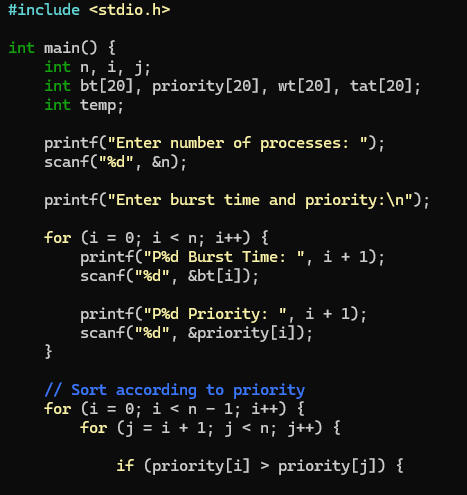 #include <stdio.h>

int main() {
    int n, i, j;
    int bt[20], priority[20], wt[20], tat[20];
    int temp;

    printf("Enter number of processes: ");
    scanf("%d", &n);

    printf("Enter burst time and priority:\n");

    for (i = 0; i < n; i++) {
        printf("P%d Burst Time: ", i + 1);
        scanf("%d", &bt[i]);

        printf("P%d Priority: ", i + 1);
        scanf("%d", &priority[i]);
    }

    // Sort according to priority
    for (i = 0; i < n - 1; i++) {
        for (j = i + 1; j < n; j++) {

            if (priority[i] > priority[j]) {